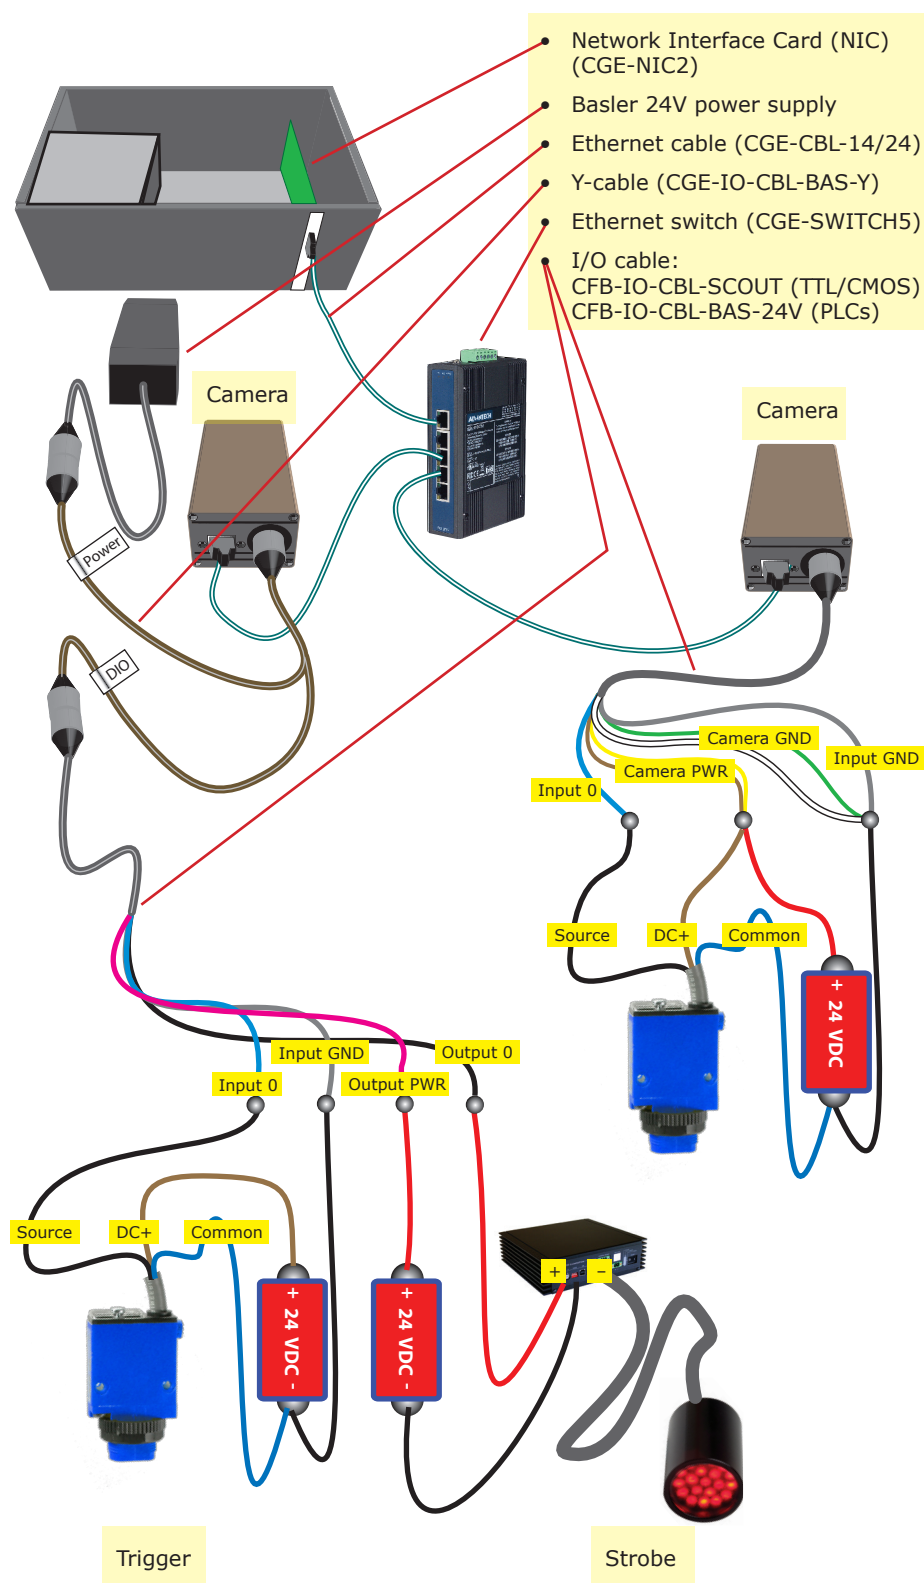 • Network Interface Card (NIC)
(CGE-NIC2)
• Basler 24V power supply
• Ethernet cable (CGE-CBL-14/24)
• Y-cable (CGE-IO-CBL-BAS-Y)
• Ethernet switch (CGE-SWITCH5)
• I/O cable:
CFB-IO-CBL-SCOUT (TTL/CMOS)
CFB-IO-CBL-BAS-24V (PLCs)
Camera
Camera
Power
DIO
Camera GND
Input GND
Camera PWR
Input 0
Source
DC+
Common
+ 24 VDC
Input GND
Output 0
Input 0
Output PWR
Source
DC+
Common
+ –
+ 24 VDC -
+ 24 VDC -
Trigger
Strobe